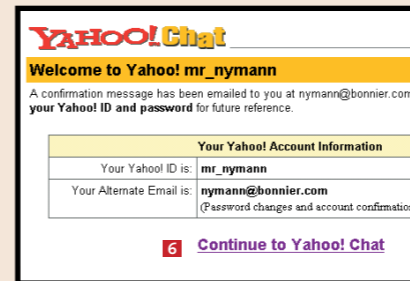 YAHOO! Chat
Welcome to Yahoo! mr_nymann
A confirmation message has been emailed to you at nymann@bonnier.com
your Yahoo! ID and password for future reference.
Your Yahoo! Account Information
Your Yahoo! ID is: mr_nymann
Your Alternate Email is: nymann@bonnier.com
(Password changes and account confirmation
6 Continue to Yahoo! Chat